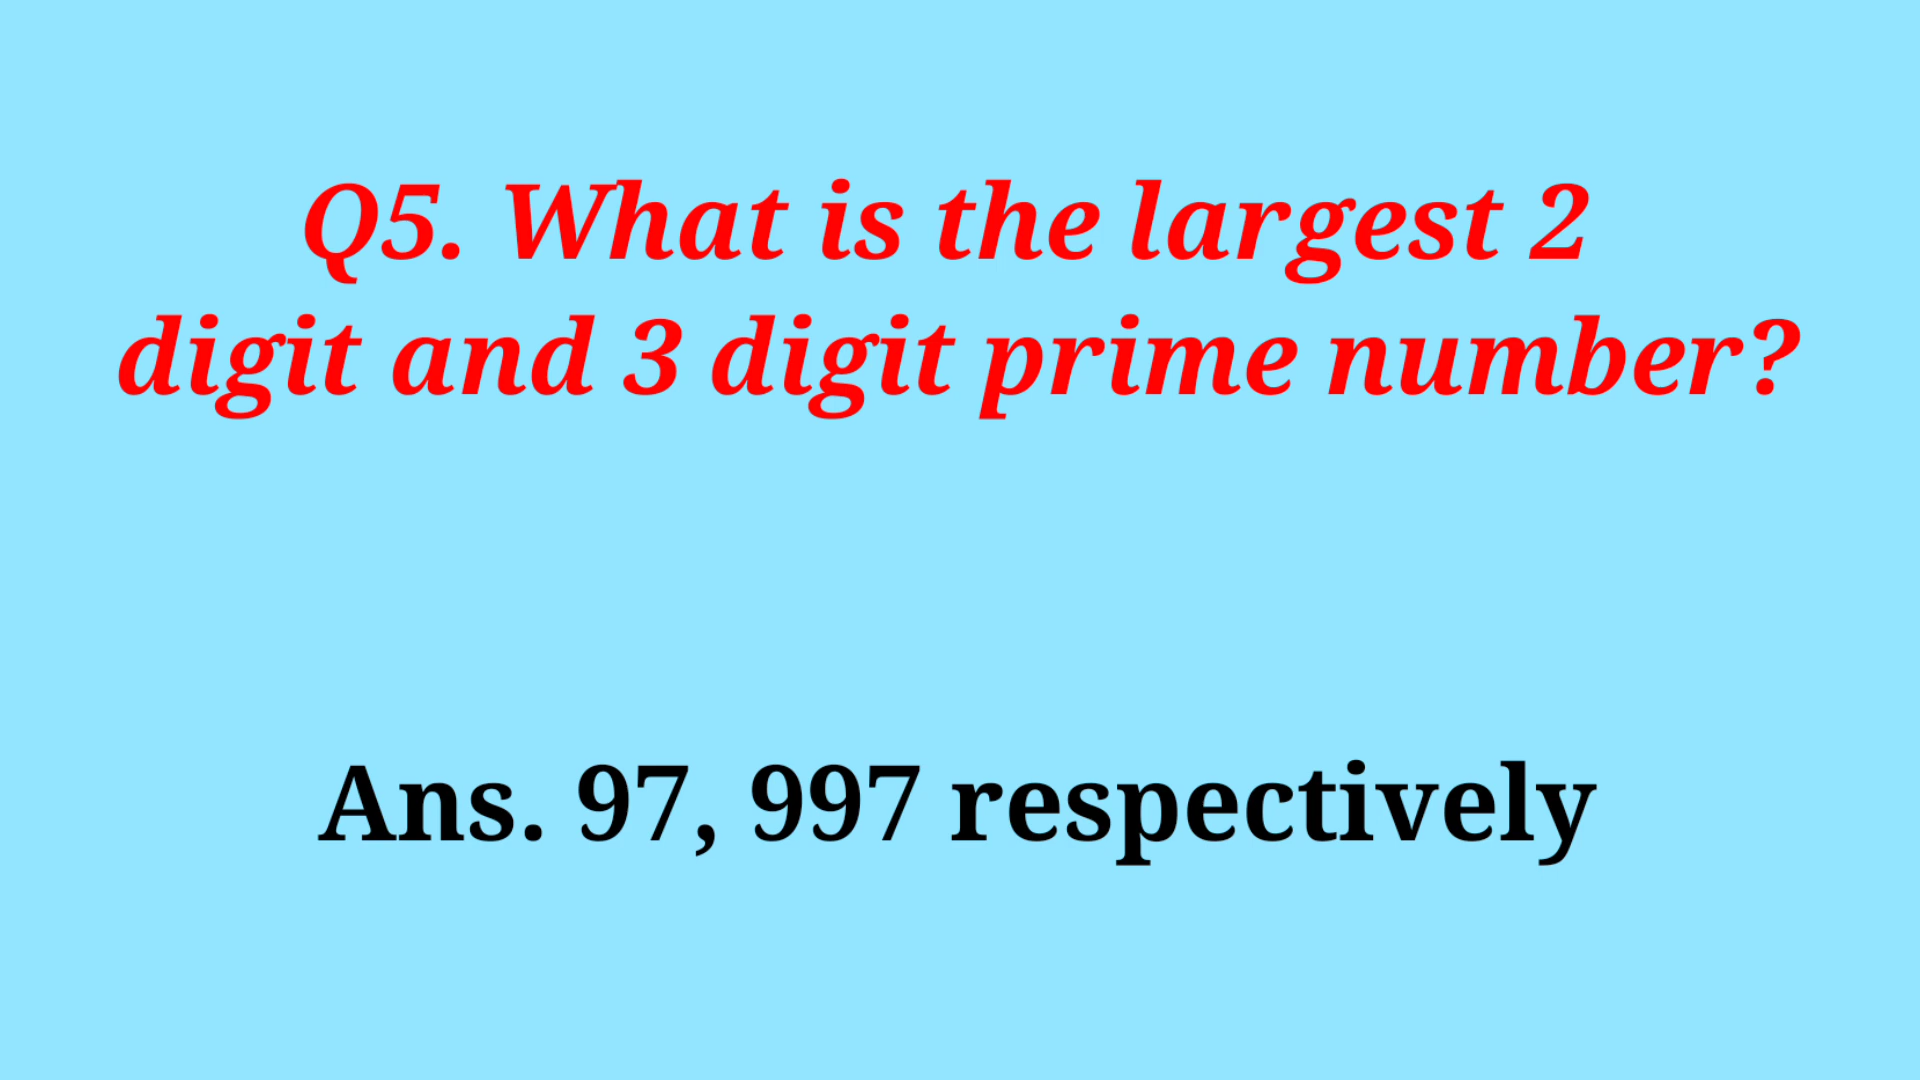 Q5. What is the largest 2
digit and 3 digit prime number?
Ans. 97, 997 respectively